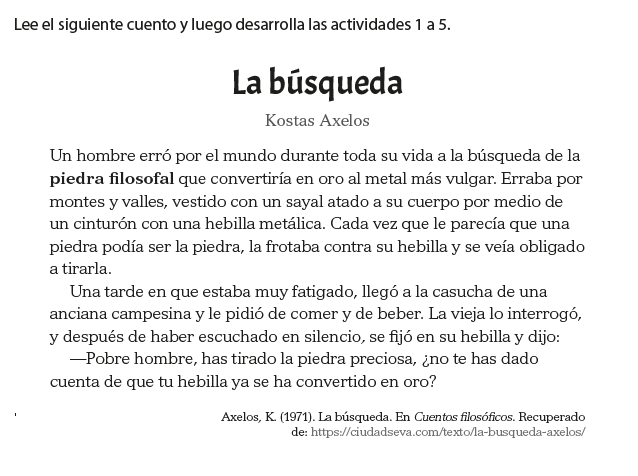 Lee el siguiente cuento y luego desarrolla las actividades 1 a 5.
La búsqueda
Kostas Axelos
Un hombre erró por el mundo durante toda su vida a la búsqueda de la
piedra filosofal que convertiría en oro al metal más vulgar. Erraba por
montes y valles, vestido con un sayal atado a su cuerpo por medio de
un cinturón con una hebilla metálica. Cada vez que le parecía que una
piedra podía ser la piedra, la frotaba contra su hebilla y se veía obligado
a tirarla.
Una tarde en que estaba muy fatigado, llegó a la casucha de una
anciana campesina y le pidió de comer y de beber. La vieja lo interrogó,
y después de haber escuchado en silencio, se fijó en su hebilla y dijo:
—Pobre hombre, has tirado la piedra preciosa, ¿no te has dado
cuenta de que tu hebilla ya se ha convertido en oro?
Axelos, K. (1971). La búsqueda. En Cuentos filosóficos. Recuperado
de: https://ciudadseva.com/texto/la-busqueda-axelos/